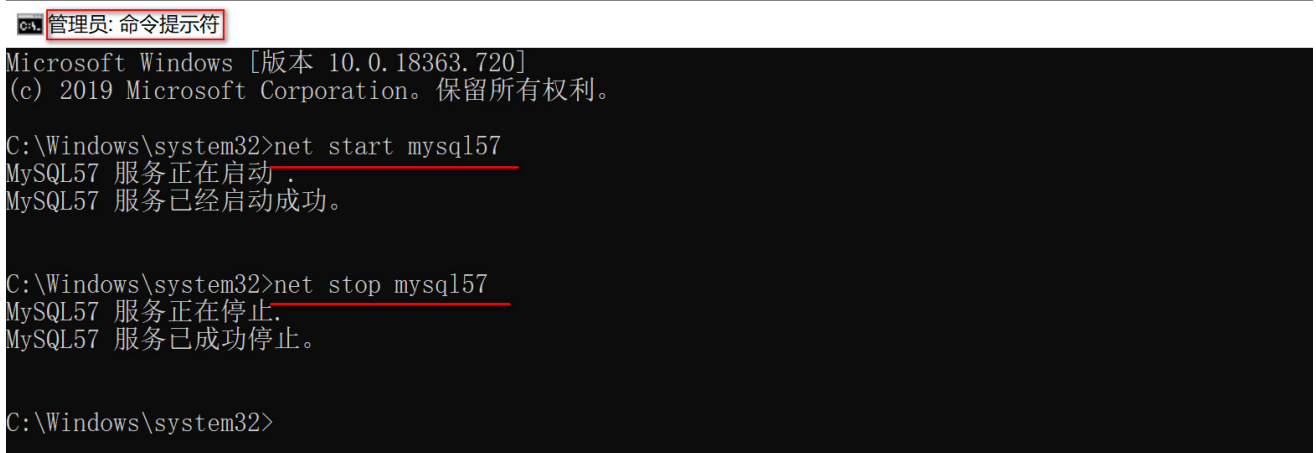 管理员: 命令提示符
Microsoft Windows [版本 10.0.18363.720]
(c) 2019 Microsoft Corporation。保留所有权利。
C:\Windows\system32>net start mysql57
MySQL57 服务正在启动 .
MySQL57 服务已经启动成功。
C:\Windows\system32>net stop mysql57
MySQL57 服务正在停止.
MySQL57 服务已成功停止。
C:\Windows\system32>